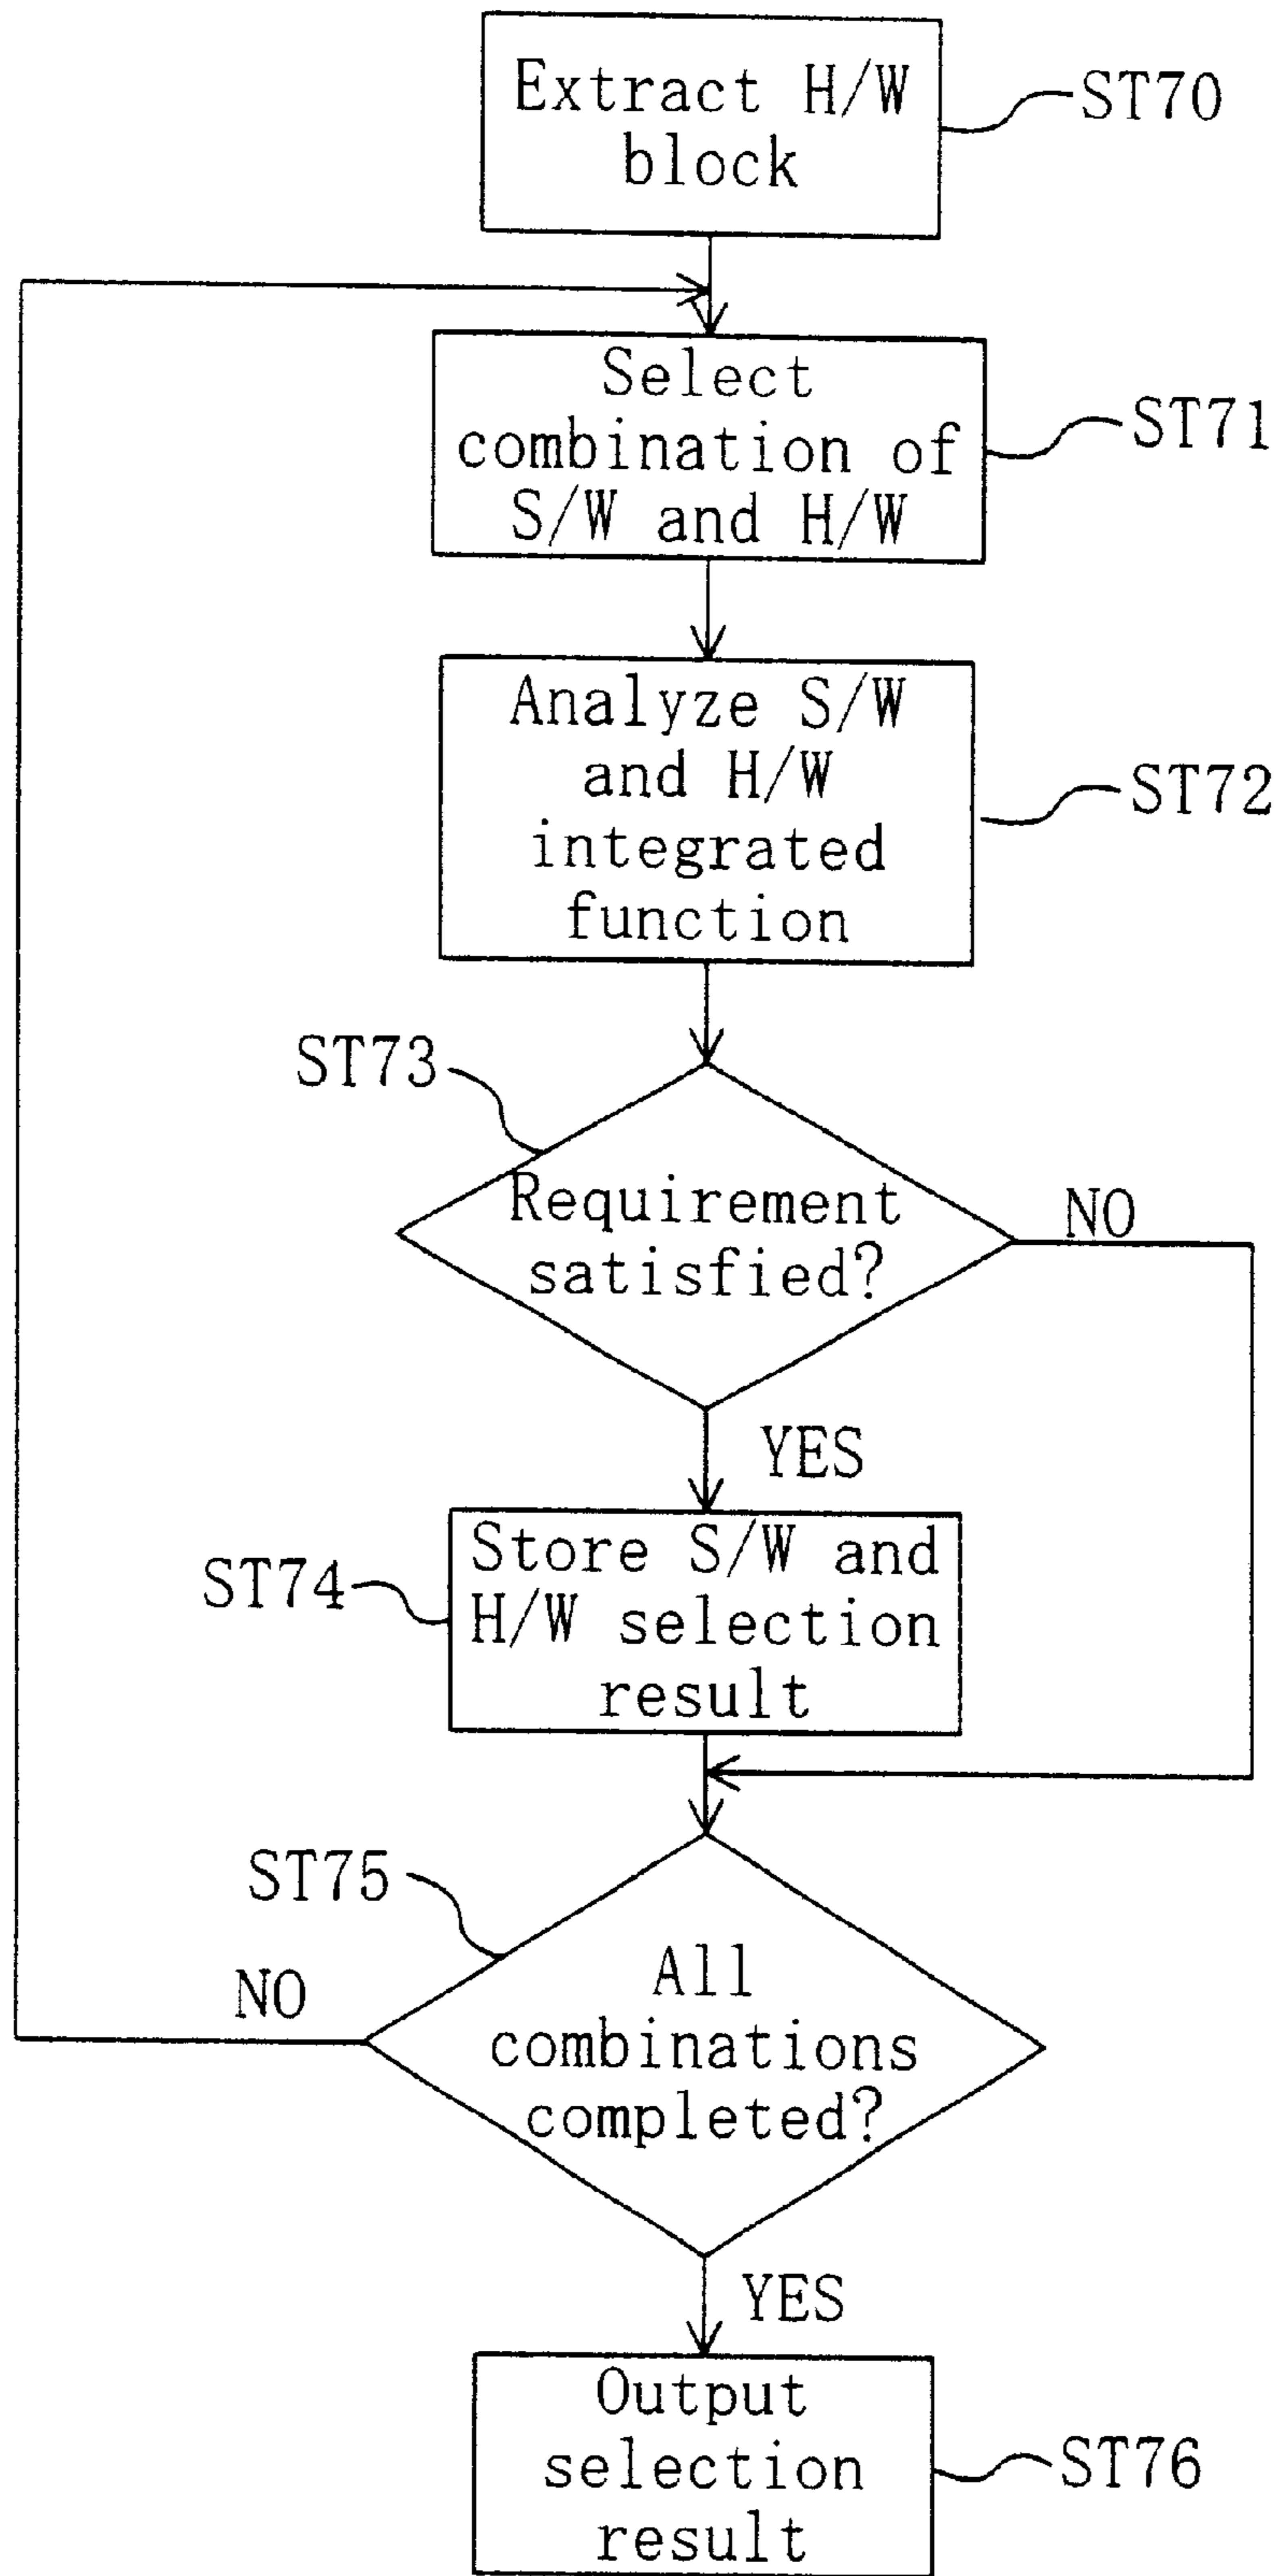 Extract H/W
block
ST70
Select
combination of
S/W and H/W
ST71
Analyze S/W
and H/W
integrated
function
ST72
ST73
Requirement
satisfied?
NO
YES
ST74
Store S/W and
H/W selection
result
ST75
All
combinations
completed?
NO
YES
Output
selection
result
ST76